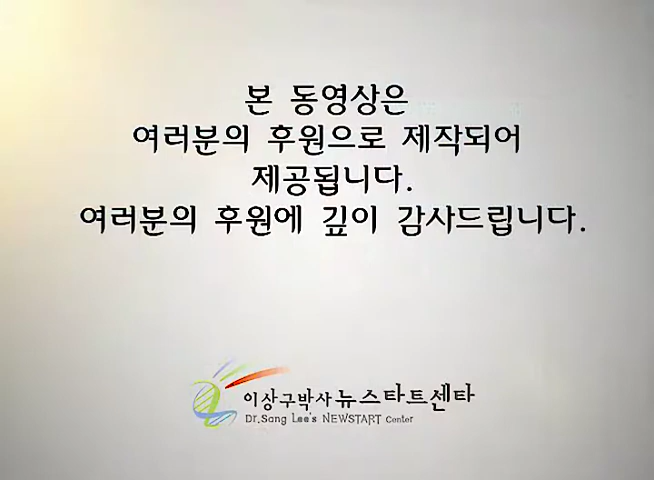 본 동영상은
여러분의 후원으로 제작되어
제공됩니다.
여러분의 후원에 깊이 감사드립니다.
이상구박사 뉴스타트센타
Dr.Sang Lee's NEWSTART Center